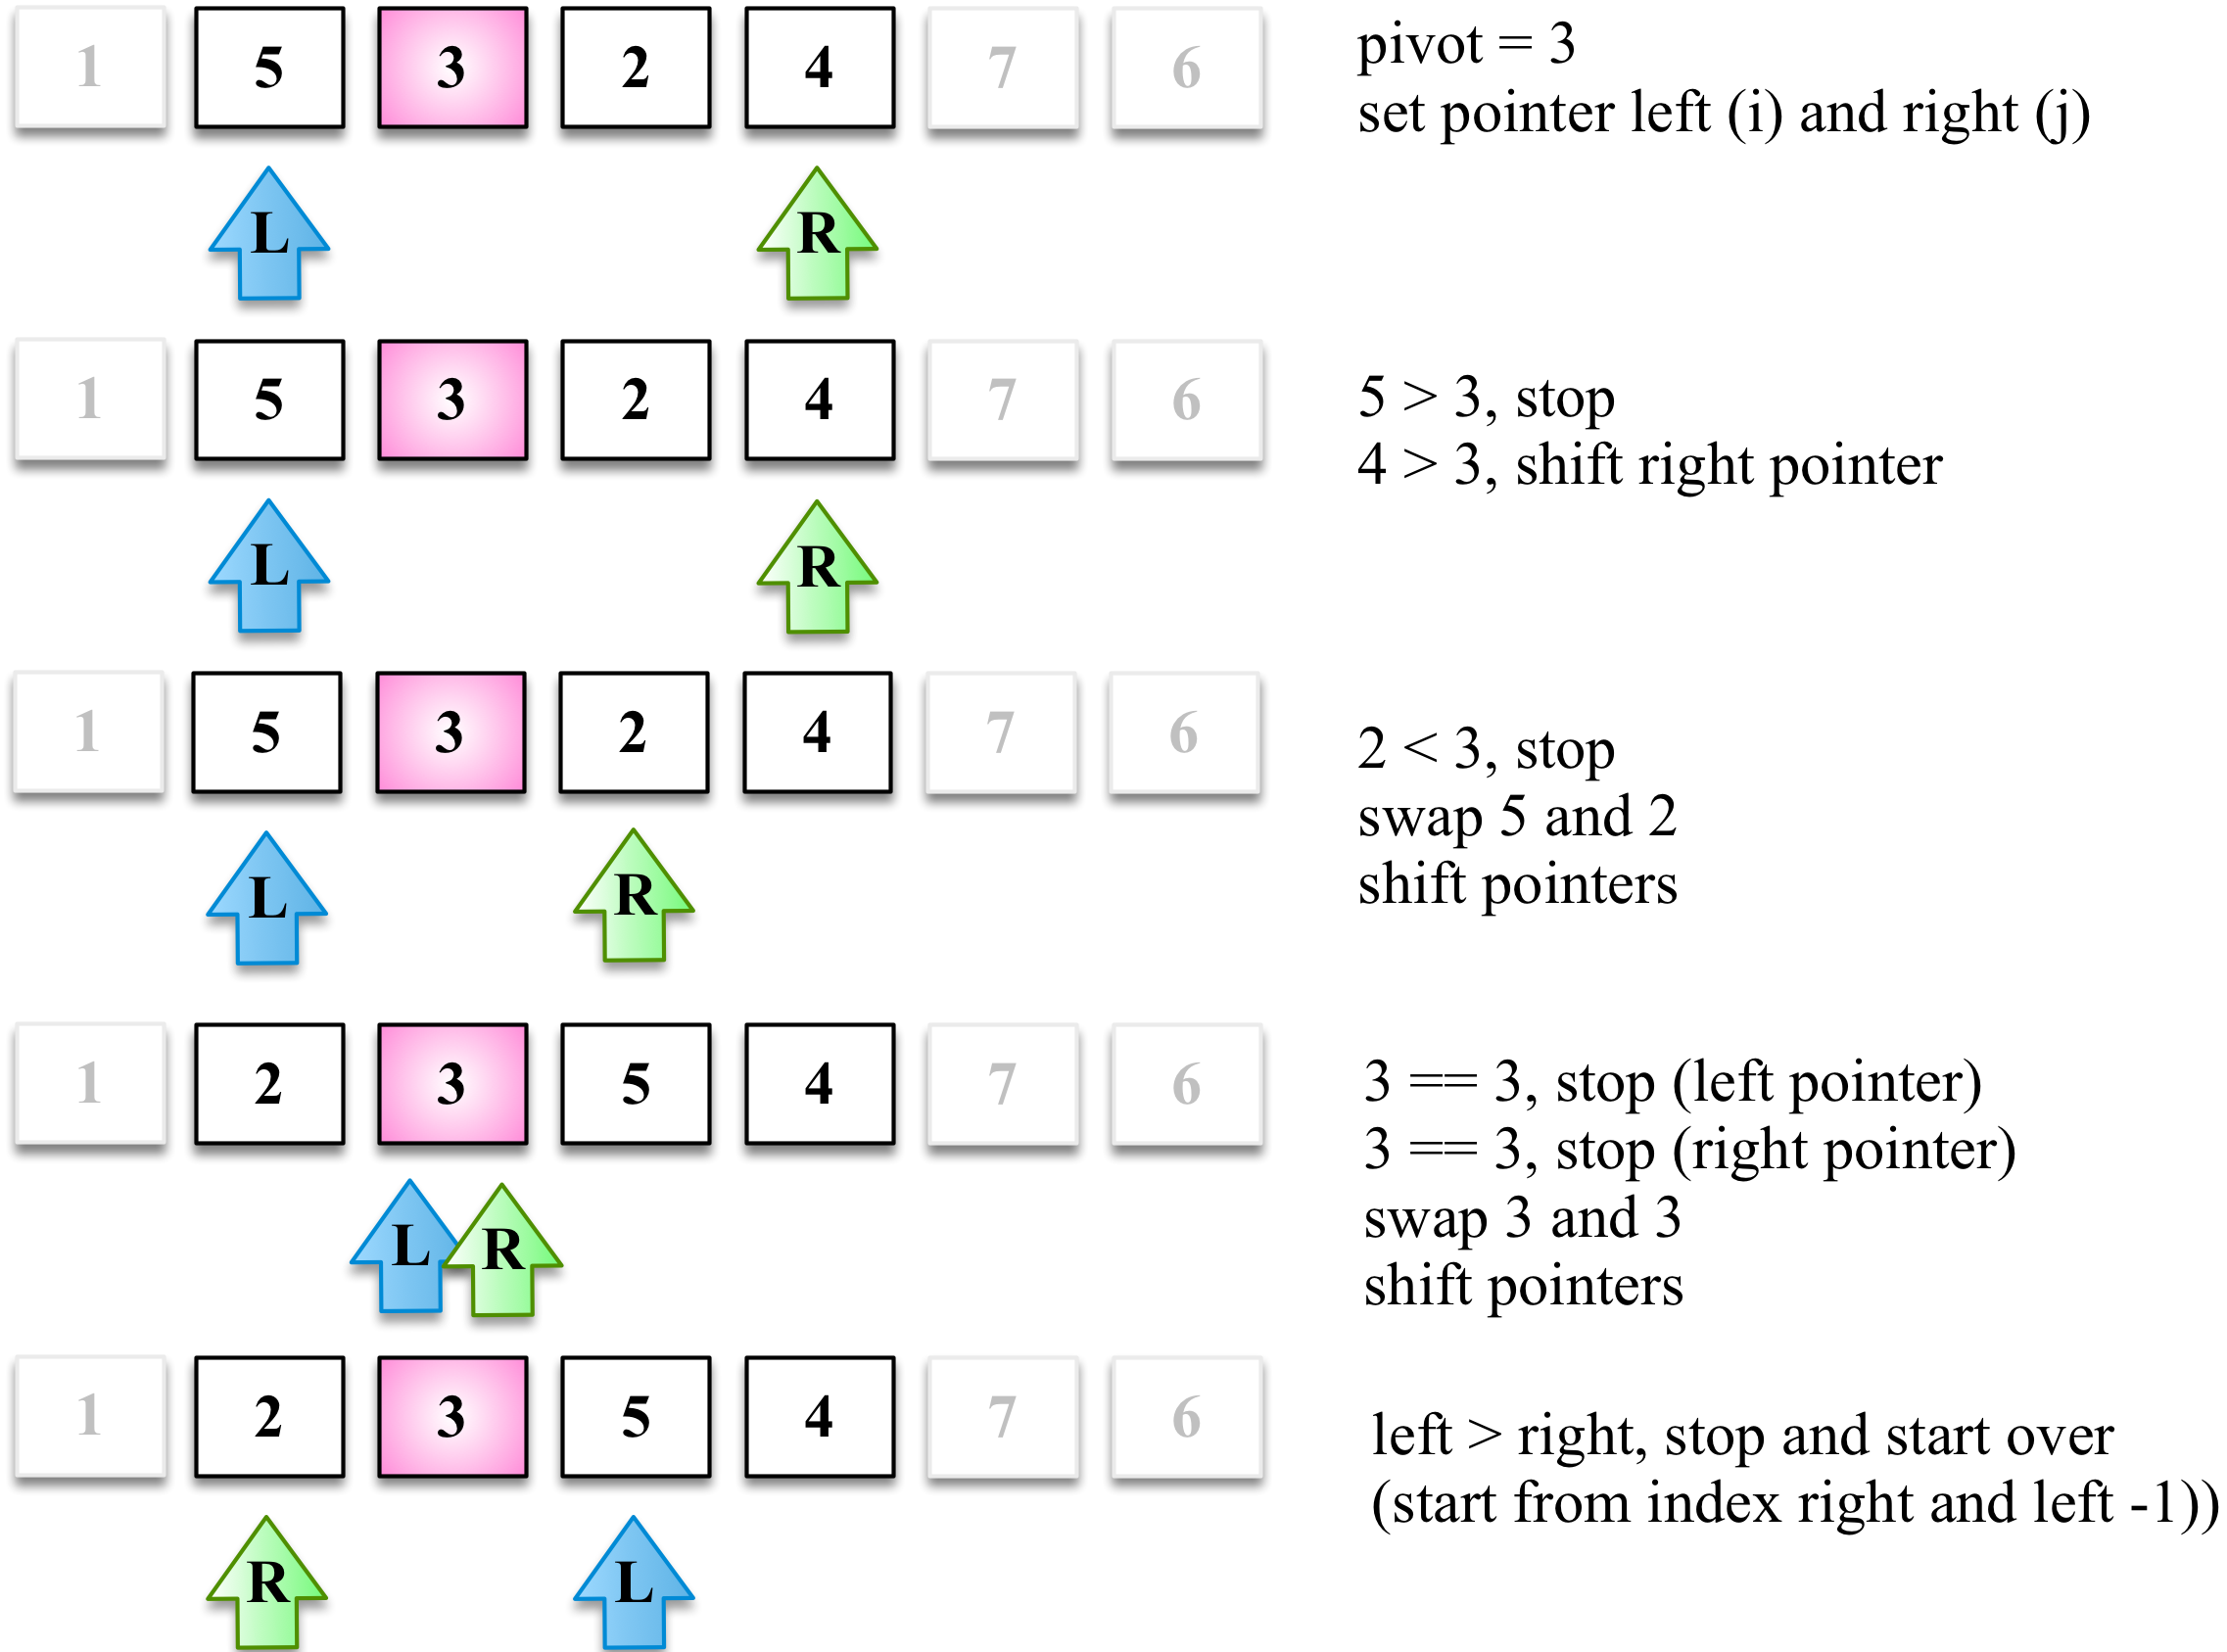 1 5 3 2 4 7 6
pivot = 3
set pointer left (i) and right (j)
L R
1 5 3 2 4 7 6
5 > 3, stop
4 > 3, shift right pointer
L R
1 5 3 2 4 7 6
2 < 3, stop
swap 5 and 2
shift pointers
L R
1 2 3 5 4 7 6
3 == 3, stop (left pointer)
3 == 3, stop (right pointer)
swap 3 and 3
shift pointers
L R
1 2 3 5 4 7 6
left > right, stop and start over
(start from index right and left -1))
R L